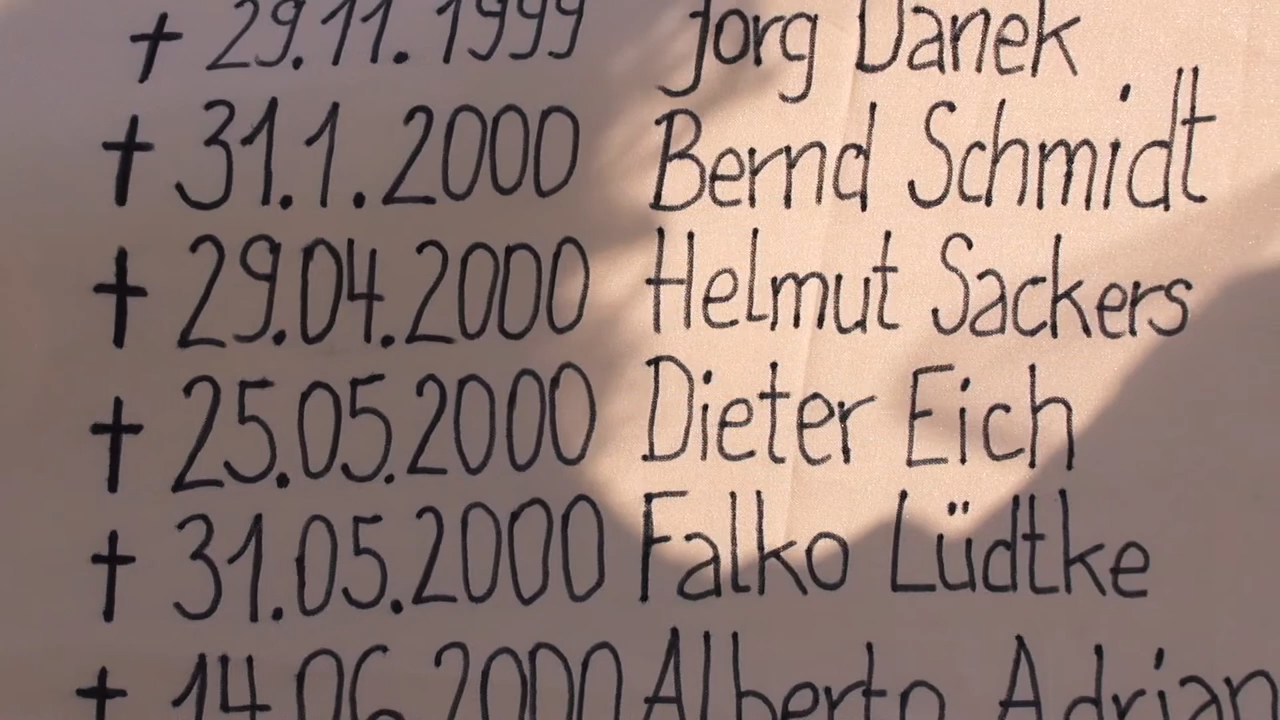 † 29.11.1999 Jörg Danek
† 31.1.2000 Bernd Schmidt
† 29.04.2000 Helmut Sackers
† 25.05.2000 Dieter Eich
† 31.05.2000 Falko Lüdtke
† 14.06.2000 Alberto Adrian